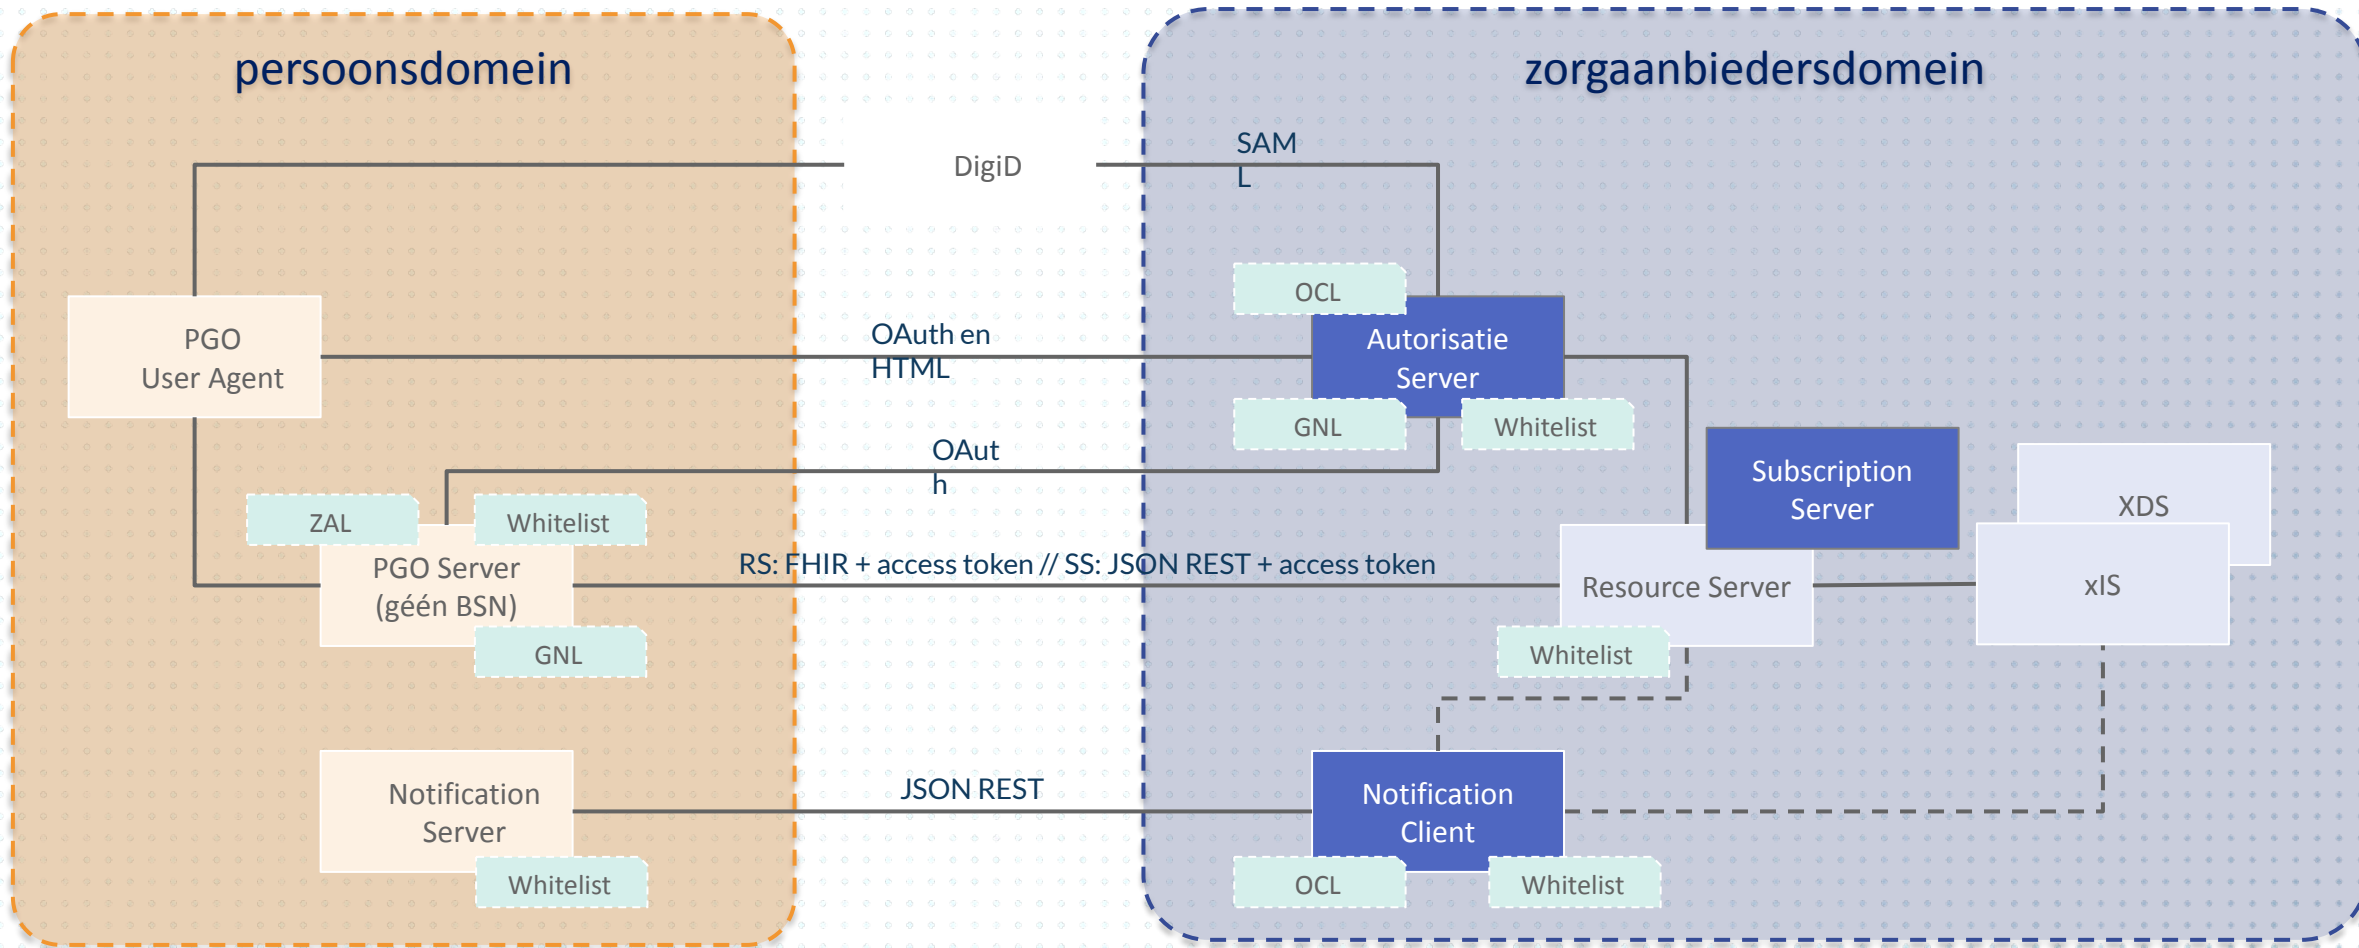 persoonsdomein
zorgaanbiedersdomein
DigiD
SAM
L
OCL
PGO
User Agent
OAuth en
HTML
Autorisatie
Server
GNL
Whitelist
OAut
h
Subscription
Server
XDS
ZAL
Whitelist
PGO Server
(géén BSN)
GNL
RS: FHIR + access token // SS: JSON REST + access token
Resource Server
xIS
Whitelist
Notification
Server
Whitelist
JSON REST
Notification
Client
OCL
Whitelist